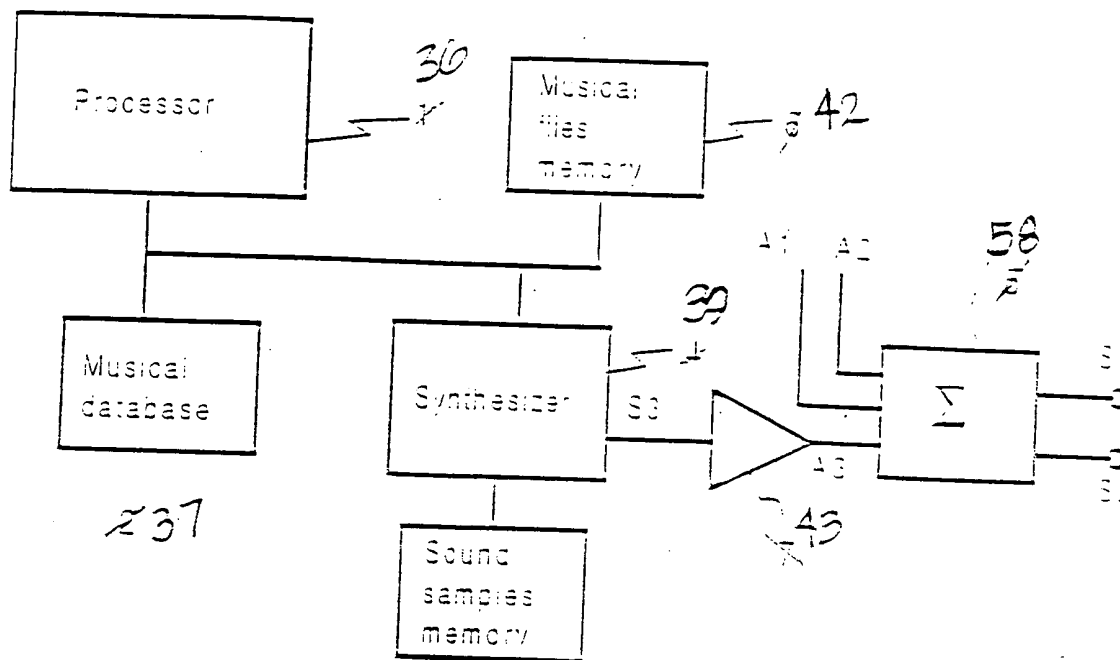 Processor
36
Musical
files
memory
42
A1 A2
58
Musical
database
39
Synthesizer
S3
Σ
A3
S
S
37
43
Sound
samples
memory